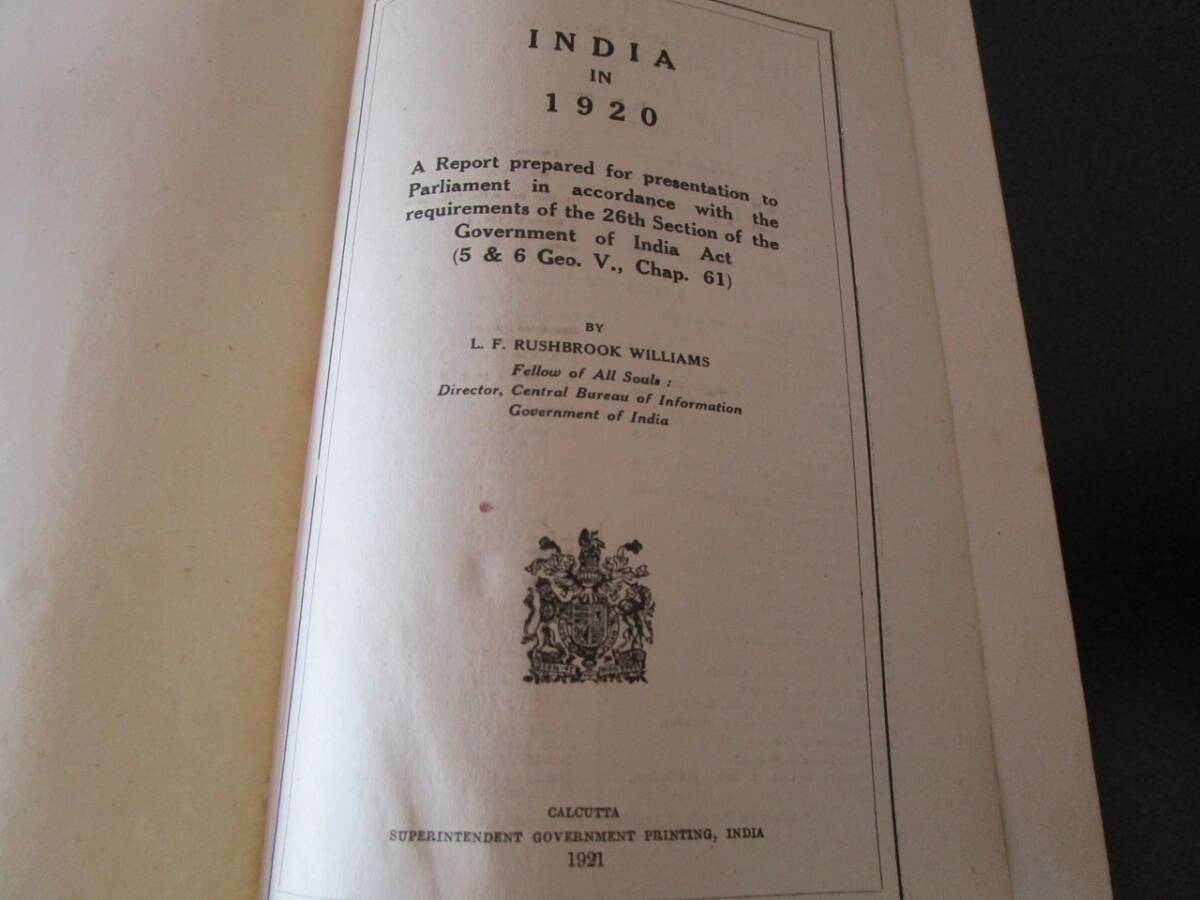 INDIA
IN
1920
A Report prepared for presentation to
Parliament in accordance with the
requirements of the 26th Section of the
Government of India Act
(5 & 6 Geo. V., Chap. 61)
BY
L. F. RUSHBROOK WILLIAMS
Fellow of All Souls :
Director, Central Bureau of Information
Government of India
CALCUTTA
SUPERINTENDENT GOVERNMENT PRINTING, INDIA
1921